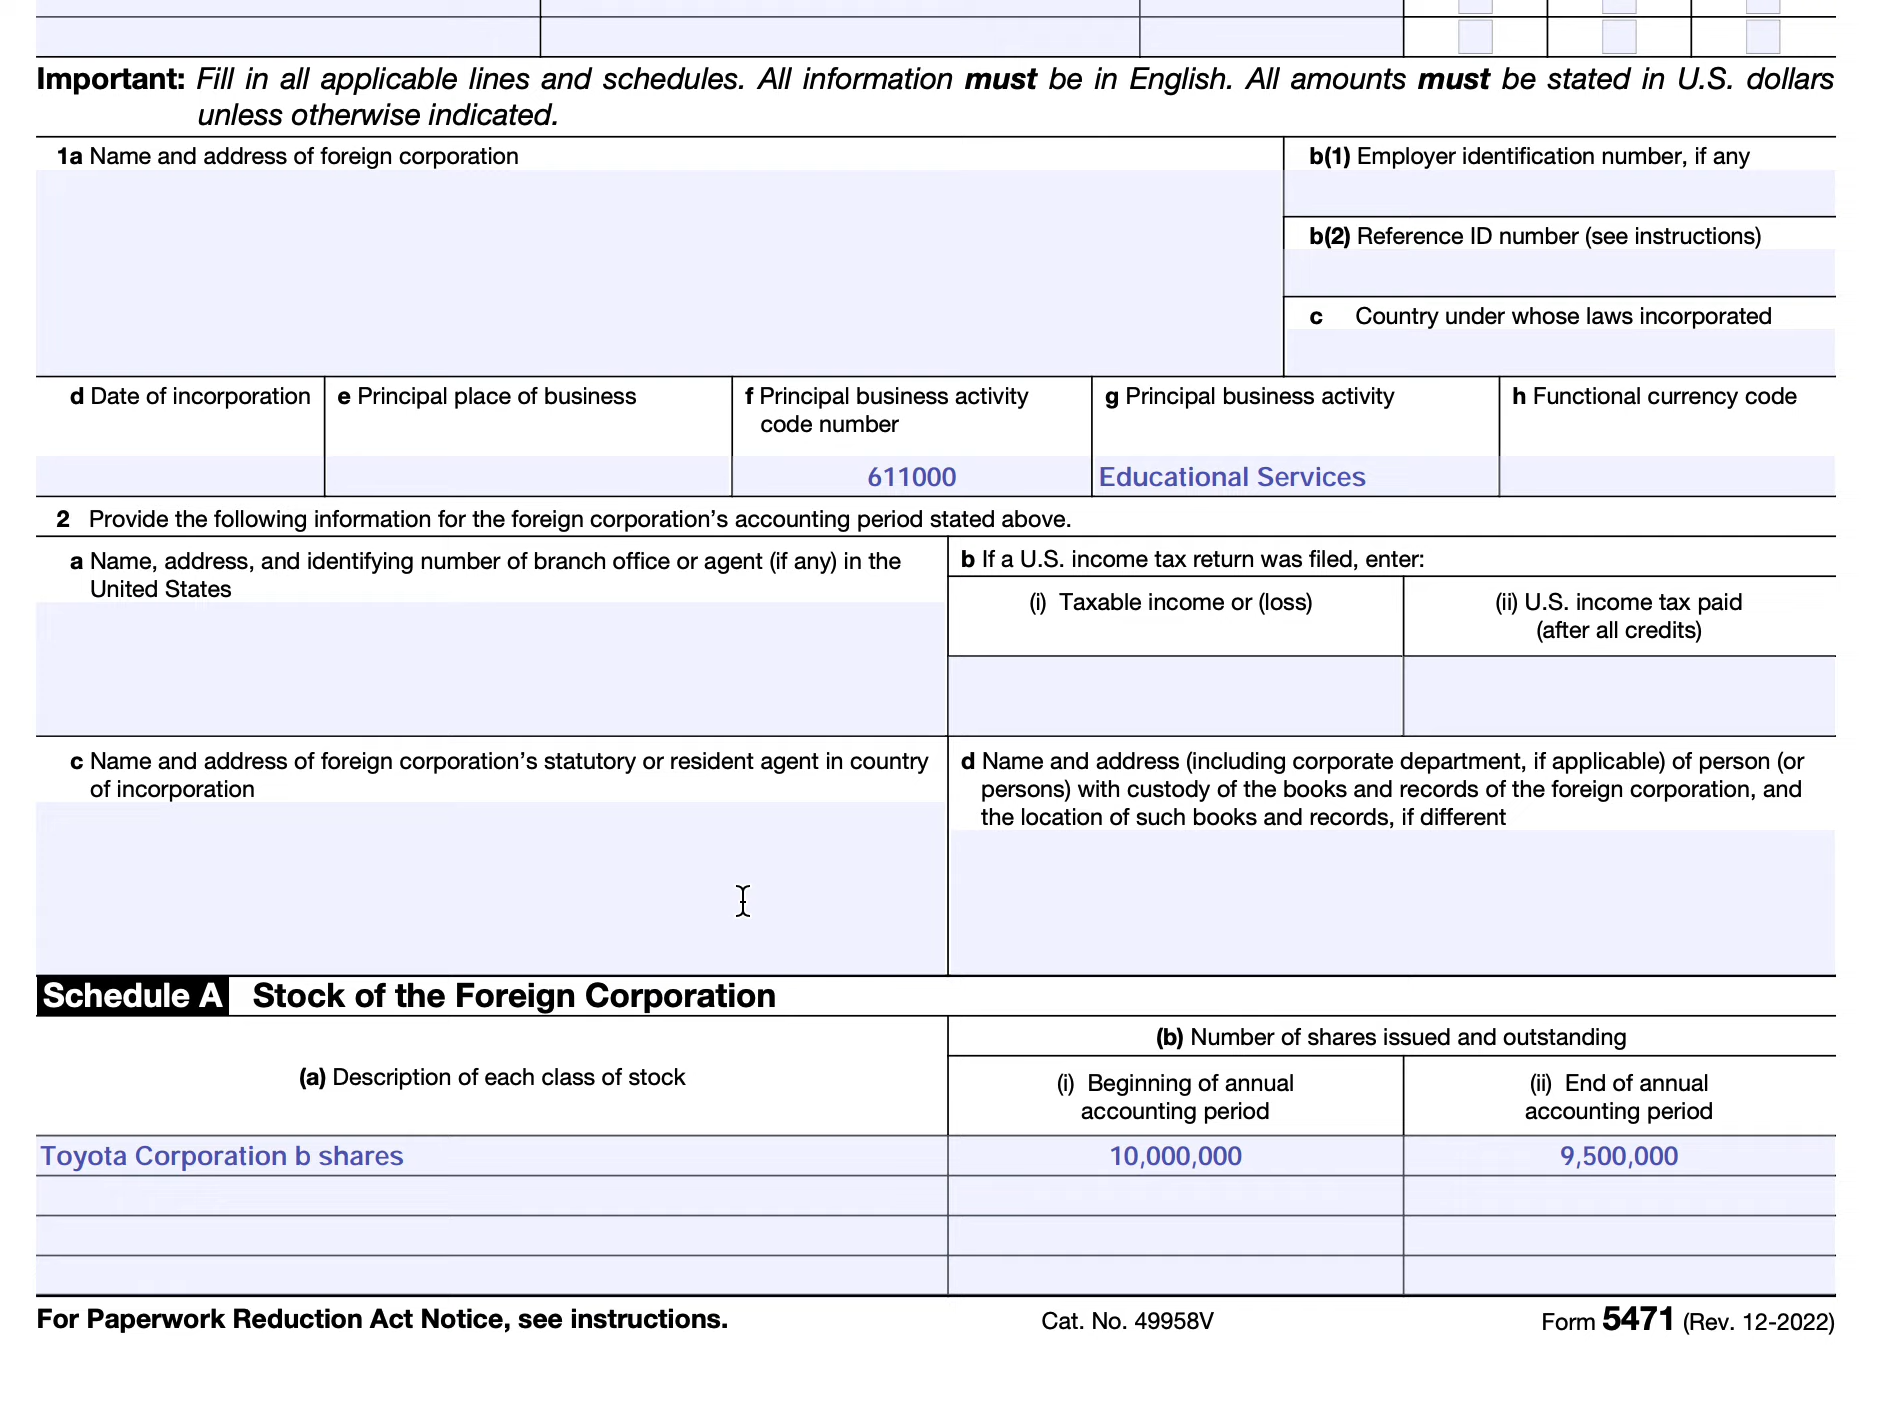 Important: Fill in all applicable lines and schedules. All information must be in English. All amounts must be stated in U.S. dollars
unless otherwise indicated.
1a Name and address of foreign corporation
b(1) Employer identification number, if any
b(2) Reference ID number (see instructions)
c Country under whose laws incorporated
d Date of incorporation
e Principal place of business
f Principal business activity
code number
g Principal business activity
h Functional currency code
611000
Educational Services
2 Provide the following information for the foreign corporation's accounting period stated above.
a Name, address, and identifying number of branch office or agent (if any) in the
United States
b If a U.S. income tax return was filed, enter:
(i) Taxable income or (loss)
(ii) U.S. income tax paid
(after all credits)
c Name and address of foreign corporation's statutory or resident agent in country
of incorporation
d Name and address (including corporate department, if applicable) of person (or
persons) with custody of the books and records of the foreign corporation, and
the location of such books and records, if different
Schedule A Stock of the Foreign Corporation
(a) Description of each class of stock
(b) Number of shares issued and outstanding
(i) Beginning of annual
accounting period
(ii) End of annual
accounting period
Toyota Corporation b shares 10,000,000 9,500,000
For Paperwork Reduction Act Notice, see instructions. Cat. No. 49958V Form 5471 (Rev. 12-2022)